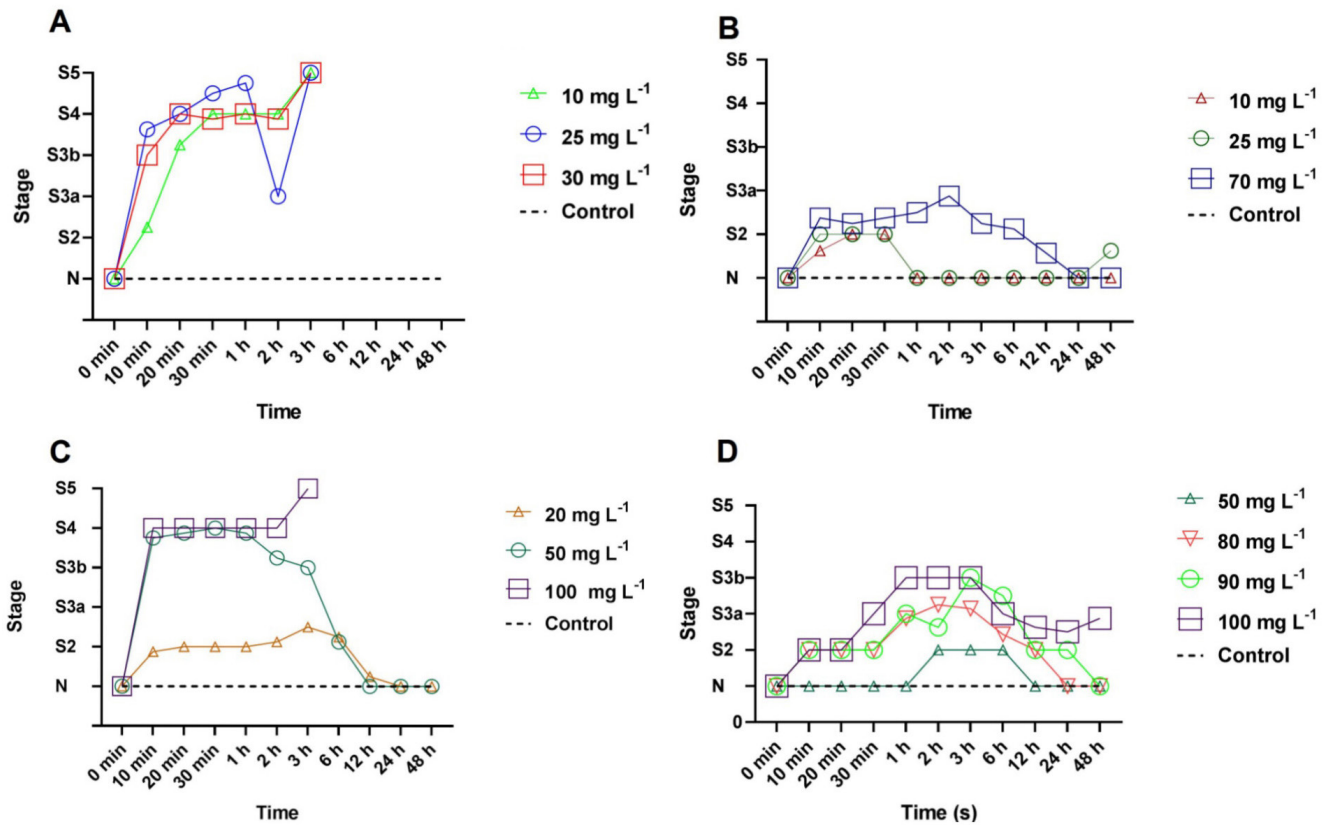 A
Stage
S5
S4
S3b
S3a
S2
N
0 min
10 min
20 min
30 min
1 h
2 h
3 h
6 h
12 h
24 h
48 h
Time
10 mg L⁻¹
25 mg L⁻¹
30 mg L⁻¹
Control
B
Stage
S5
S4
S3b
S3a
S2
N
0 min
10 min
20 min
30 min
1 h
2 h
3 h
6 h
12 h
24 h
48 h
Time
10 mg L⁻¹
25 mg L⁻¹
70 mg L⁻¹
Control
C
Stage
S5
S4
S3b
S3a
S2
N
0 min
10 min
20 min
30 min
1 h
2 h
3 h
6 h
12 h
24 h
48 h
Time
20 mg L⁻¹
50 mg L⁻¹
100 mg L⁻¹
Control
D
Stage
S5
S4
S3b
S3a
S2
N
0
0 min
10 min
20 min
30 min
1 h
2 h
3 h
6 h
12 h
24 h
48 h
Time (s)
50 mg L⁻¹
80 mg L⁻¹
90 mg L⁻¹
100 mg L⁻¹
Control